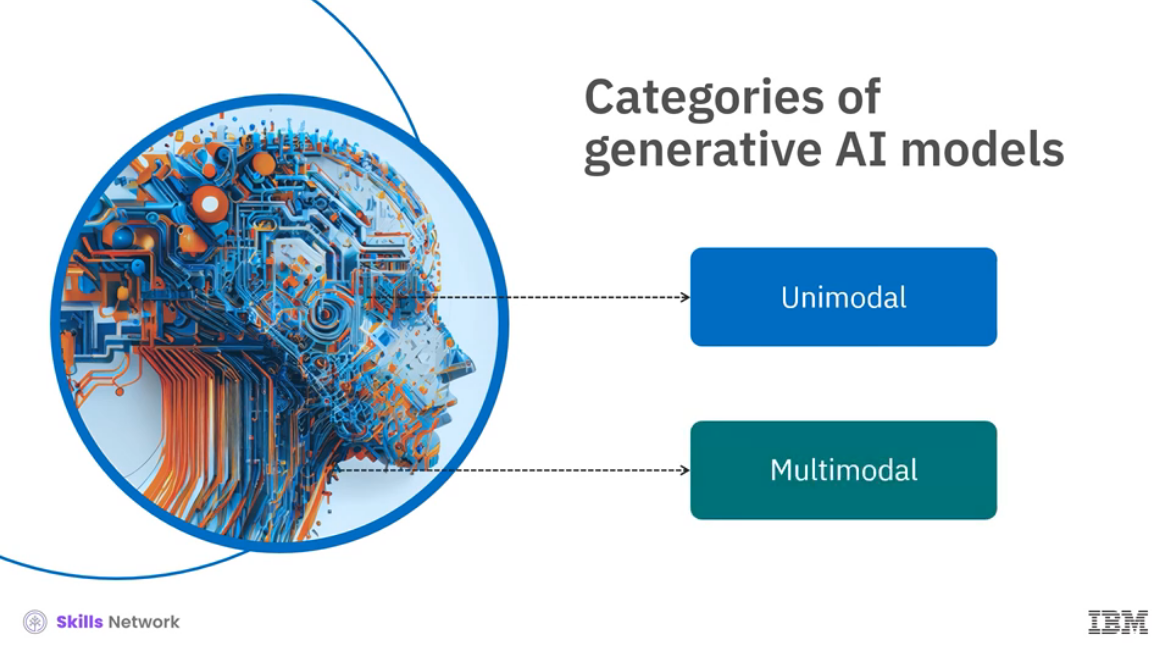 Categories of
generative AI models
Unimodal
Multimodal
Skills Network
IBM